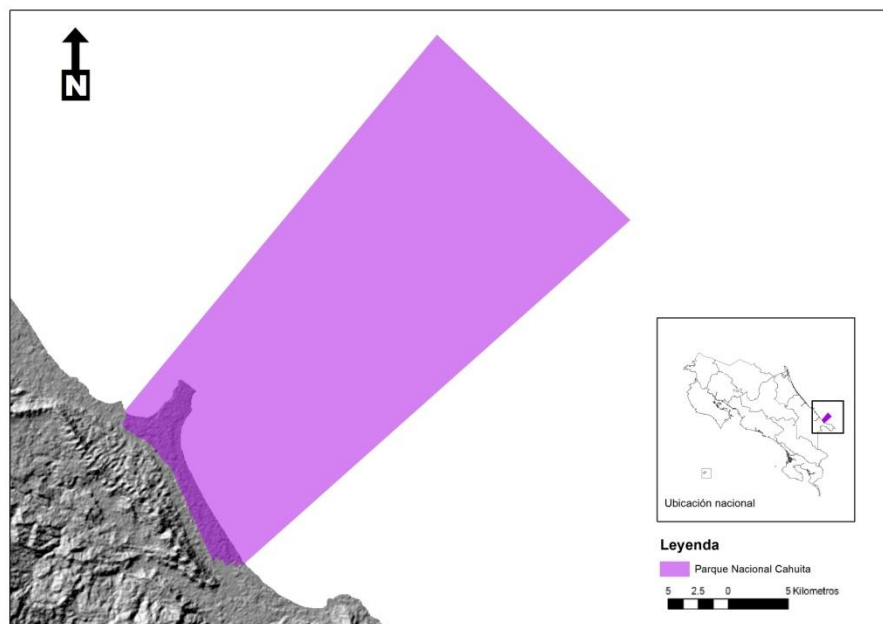 N
Ubicación nacional
Leyenda
Parque Nacional Cahuita
5 2.5 0 5 Kilometros